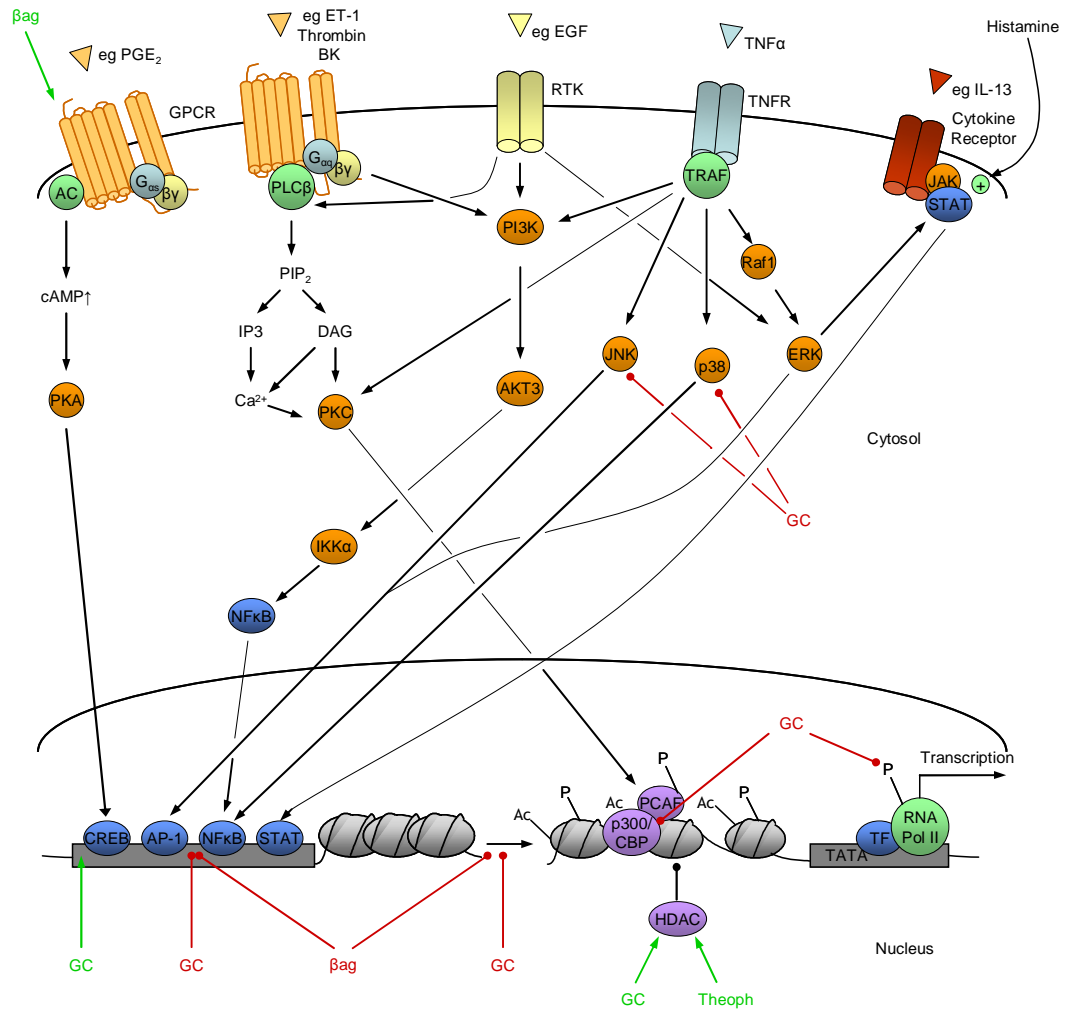 βag
eg PGE₂
eg ET-1
Thrombin
BK
eg EGF
TNFα
Histamine
GPCR
RTK
TNFR
eg IL-13
Cytokine
Receptor
AC
Gαs
βγ
PLCβ
Gαq
βγ
TRAF
JAK
+
STAT
PI3K
Raf1
cAMP↑
PIP₂
IP3
DAG
JNK
p38
ERK
PKA
Ca²⁺
PKC
AKT3
Cytosol
GC
IKKα
NFκB
GC
Transcription
P
P
P
P
Ac
Ac
Ac
PCAF
p300/
CBP
CREB
AP-1
NFκB
STAT
TATA
TF
RNA
Pol II
HDAC
Nucleus
GC
GC
βag
GC
GC
Theoph